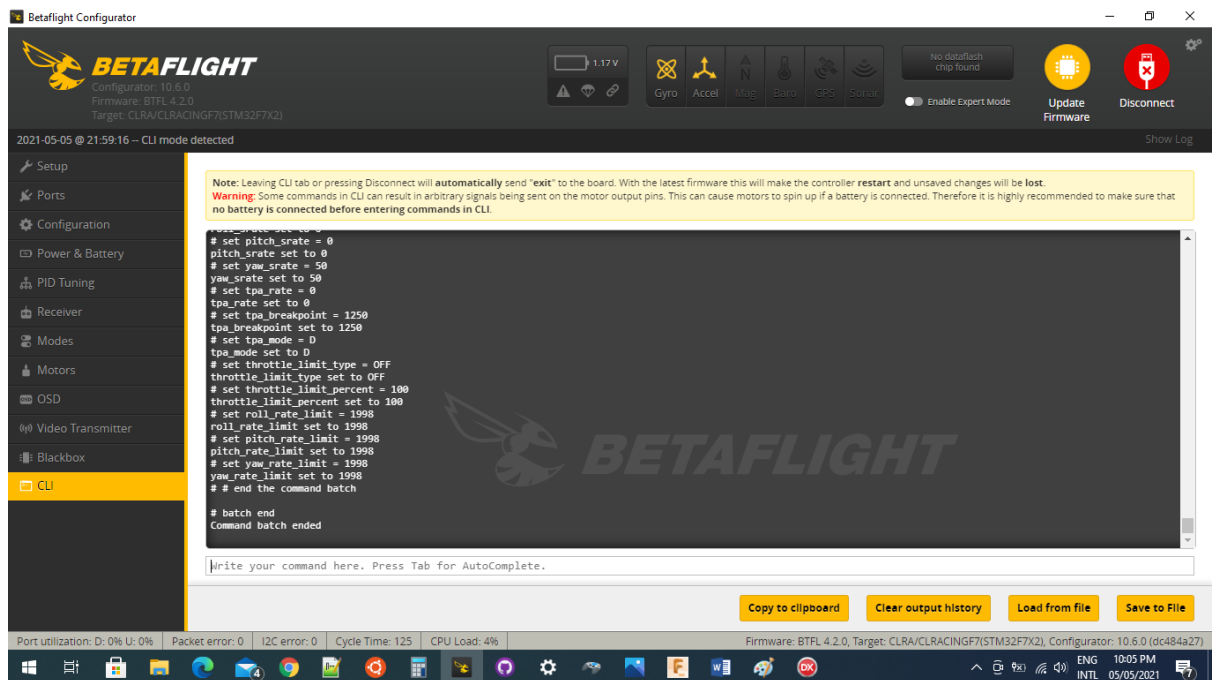 Betaflight Configurator
BETAFLIGHT
Configurator: 10.6.0
Firmware: BTFL 4.2.0
Target: CLRA/CLRACINGF7(STM32F7X2)
1.17 V
Gyro
Accel
Mag
Baro
GPS
Sonar
No dataflash
chip found
Enable Expert Mode
Update
Firmware
Disconnect
2021-05-05 @ 21:59:16 -- CLI mode detected
Show Log
Setup
Ports
Configuration
Power & Battery
PID Tuning
Receiver
Modes
Motors
OSD
Video Transmitter
Blackbox
CLI
Note: Leaving CLI tab or pressing Disconnect will automatically send "exit" to the board. With the latest firmware this will make the controller restart and unsaved changes will be lost.
Warning: Some commands in CLI can result in arbitrary signals being sent on the motor output pins. This can cause motors to spin up if a battery is connected. Therefore it is highly recommended to make sure that
no battery is connected before entering commands in CLI.
roll_srate set to 0
# set pitch_srate = 0
pitch_srate set to 0
# set yaw_srate = 50
yaw_srate set to 50
# set tpa_rate = 0
tpa_rate set to 0
# set tpa_breakpoint = 1250
tpa_breakpoint set to 1250
# set tpa_mode = D
tpa_mode set to D
# set throttle_limit_type = OFF
throttle_limit_type set to OFF
# set throttle_limit_percent = 100
throttle_limit_percent set to 100
# set roll_rate_limit = 1998
roll_rate_limit set to 1998
# set pitch_rate_limit = 1998
pitch_rate_limit set to 1998
# set yaw_rate_limit = 1998
yaw_rate_limit set to 1998
# # end the command batch
# batch end
Command batch ended
BETAFLIGHT
Write your command here. Press Tab for AutoComplete.
Copy to clipboard
Clear output history
Load from file
Save to File
Port utilization: D: 0% U: 0%
Packet error: 0
I2C error: 0
Cycle Time: 125
CPU Load: 4%
Firmware: BTFL 4.2.0, Target: CLRA/CLRACINGF7(STM32F7X2), Configurator: 10.6.0 (dc484a27)
4
F
W
DX
ENG
INTL
10:05 PM
05/05/2021
7